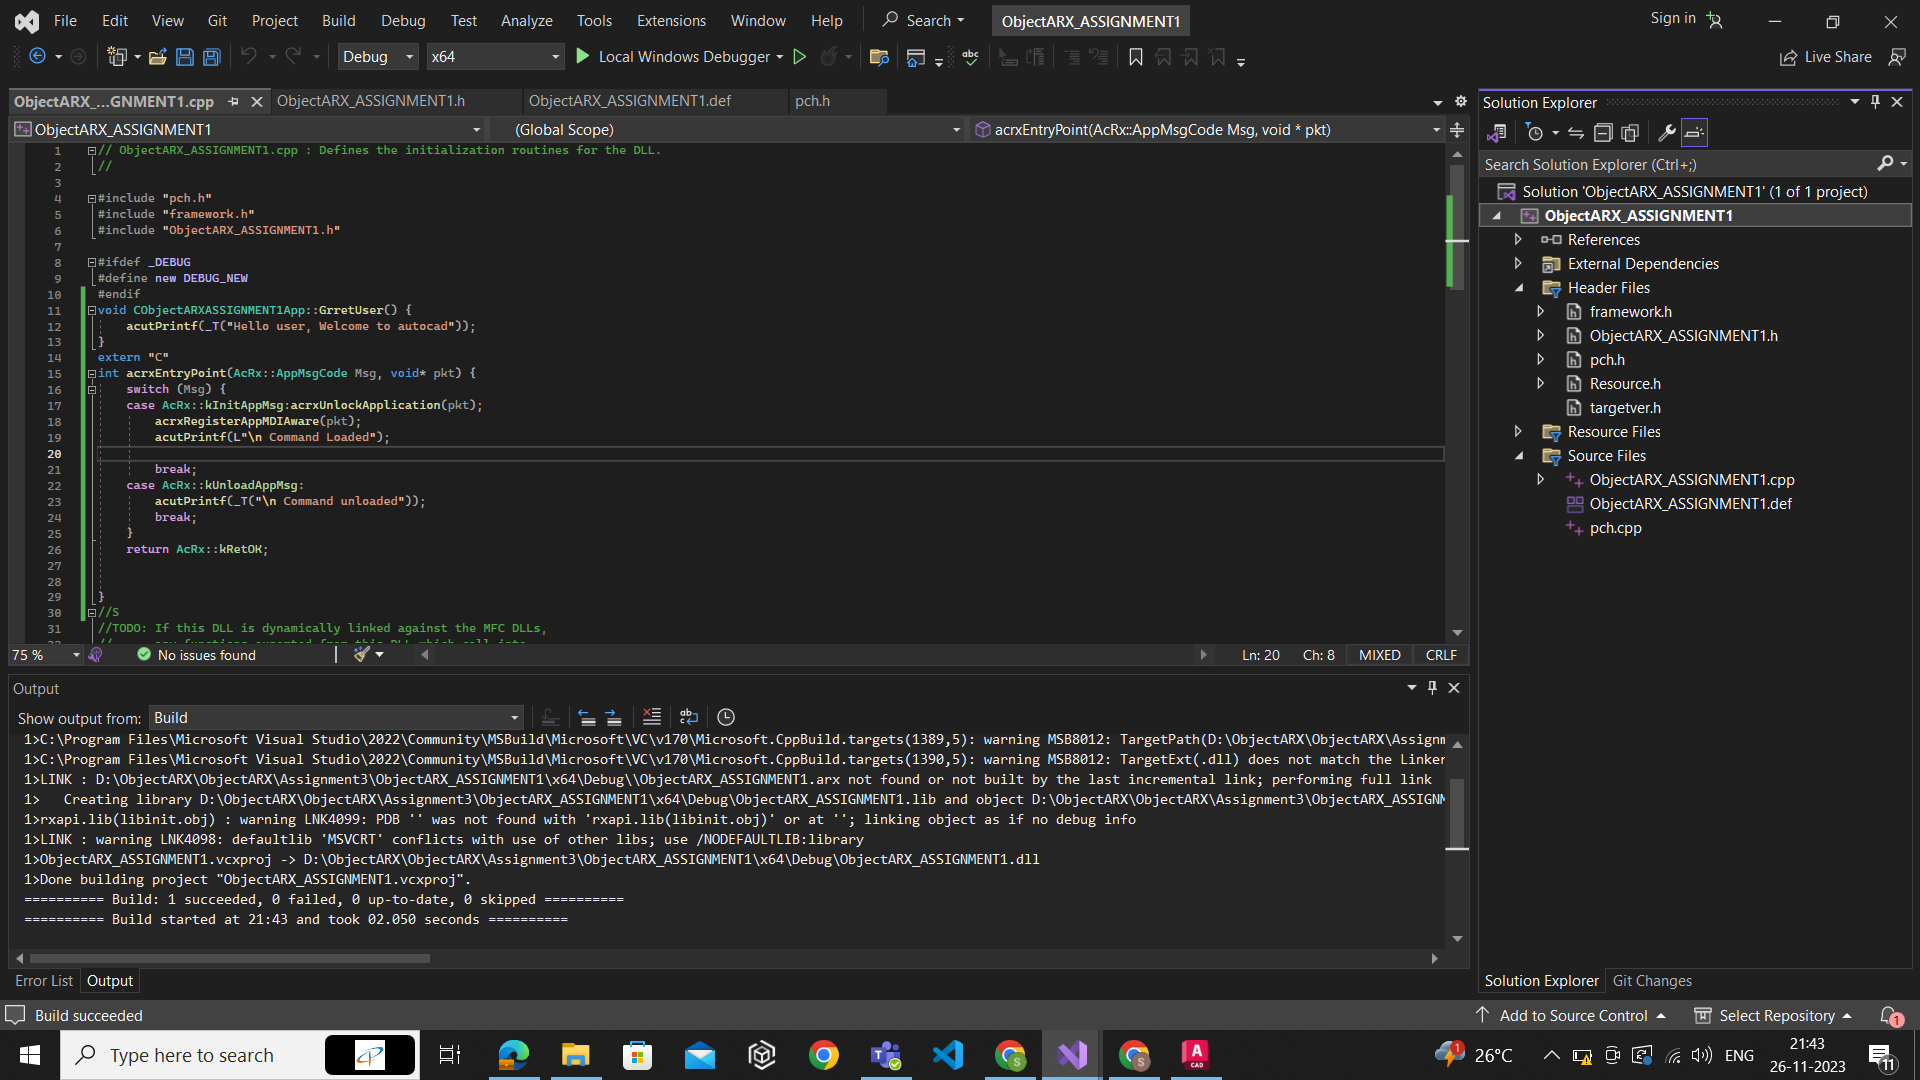 File Edit View Git Project Build Debug Test Analyze Tools Extensions Window Help Search ObjectARX_ASSIGNMENT1 Sign in
Debug x64 Local Windows Debugger Live Share
ObjectARX_...GNMENT1.cpp ObjectARX_ASSIGNMENT1.h ObjectARX_ASSIGNMENT1.def pch.h
ObjectARX_ASSIGNMENT1 (Global Scope) acrxEntryPoint(AcRx::AppMsgCode Msg, void * pkt)
1 // ObjectARX_ASSIGNMENT1.cpp : Defines the initialization routines for the DLL.
2 //
3
4 #include "pch.h"
5 #include "framework.h"
6 #include "ObjectARX_ASSIGNMENT1.h"
7
8 #ifdef _DEBUG
9 #define new DEBUG_NEW
10 #endif
11 void CObjectARXASSIGNMENT1App::GrretUser() {
12 acutPrintf(_T("Hello user, Welcome to autocad"));
13 }
14 extern "C"
15 int acrxEntryPoint(AcRx::AppMsgCode Msg, void* pkt) {
16 switch (Msg) {
17 case AcRx::kInitAppMsg:acrxUnlockApplication(pkt);
18 acrxRegisterAppMDIAware(pkt);
19 acutPrintf(L"\n Command Loaded");
20
21 break;
22 case AcRx::kUnloadAppMsg:
23 acutPrintf(_T("\n Command unloaded"));
24 break;
25 }
26 return AcRx::kRetOK;
27
28
29 }
30 //S
31 //TODO: If this DLL is dynamically linked against the MFC DLLs,
75 % No issues found Ln: 20 Ch: 8 MIXED CRLF
Output
Show output from: Build
1>C:\Program Files\Microsoft Visual Studio\2022\Community\MSBuild\Microsoft\VC\v170\Microsoft.CppBuild.targets(1389,5): warning MSB8012: TargetPath(D:\ObjectARX\ObjectARX\Assignm
1>C:\Program Files\Microsoft Visual Studio\2022\Community\MSBuild\Microsoft\VC\v170\Microsoft.CppBuild.targets(1390,5): warning MSB8012: TargetExt(.dll) does not match the Linker
1>LINK : D:\ObjectARX\ObjectARX\Assignment3\ObjectARX_ASSIGNMENT1\x64\Debug\\ObjectARX_ASSIGNMENT1.arx not found or not built by the last incremental link; performing full link
1> Creating library D:\ObjectARX\ObjectARX\Assignment3\ObjectARX_ASSIGNMENT1\x64\Debug\ObjectARX_ASSIGNMENT1.lib and object D:\ObjectARX\ObjectARX\Assignment3\ObjectARX_ASSIGNM
1>rxapi.lib(libinit.obj) : warning LNK4099: PDB '' was not found with 'rxapi.lib(libinit.obj)' or at ''; linking object as if no debug info
1>LINK : warning LNK4098: defaultlib 'MSVCRT' conflicts with use of other libs; use /NODEFAULTLIB:library
1>ObjectARX_ASSIGNMENT1.vcxproj -> D:\ObjectARX\ObjectARX\Assignment3\ObjectARX_ASSIGNMENT1\x64\Debug\ObjectARX_ASSIGNMENT1.dll
1>Done building project "ObjectARX_ASSIGNMENT1.vcxproj".
========== Build: 1 succeeded, 0 failed, 0 up-to-date, 0 skipped ==========
========== Build started at 21:43 and took 02.050 seconds ==========
Error List Output
Solution Explorer
Search Solution Explorer (Ctrl+;)
Solution 'ObjectARX_ASSIGNMENT1' (1 of 1 project)
ObjectARX_ASSIGNMENT1
References
External Dependencies
Header Files
framework.h
ObjectARX_ASSIGNMENT1.h
pch.h
Resource.h
targetver.h
Resource Files
Source Files
ObjectARX_ASSIGNMENT1.cpp
ObjectARX_ASSIGNMENT1.def
pch.cpp
Solution Explorer Git Changes
Build succeeded Add to Source Control Select Repository 1
Type here to search 26°C ENG 21:43
26-11-2023
11